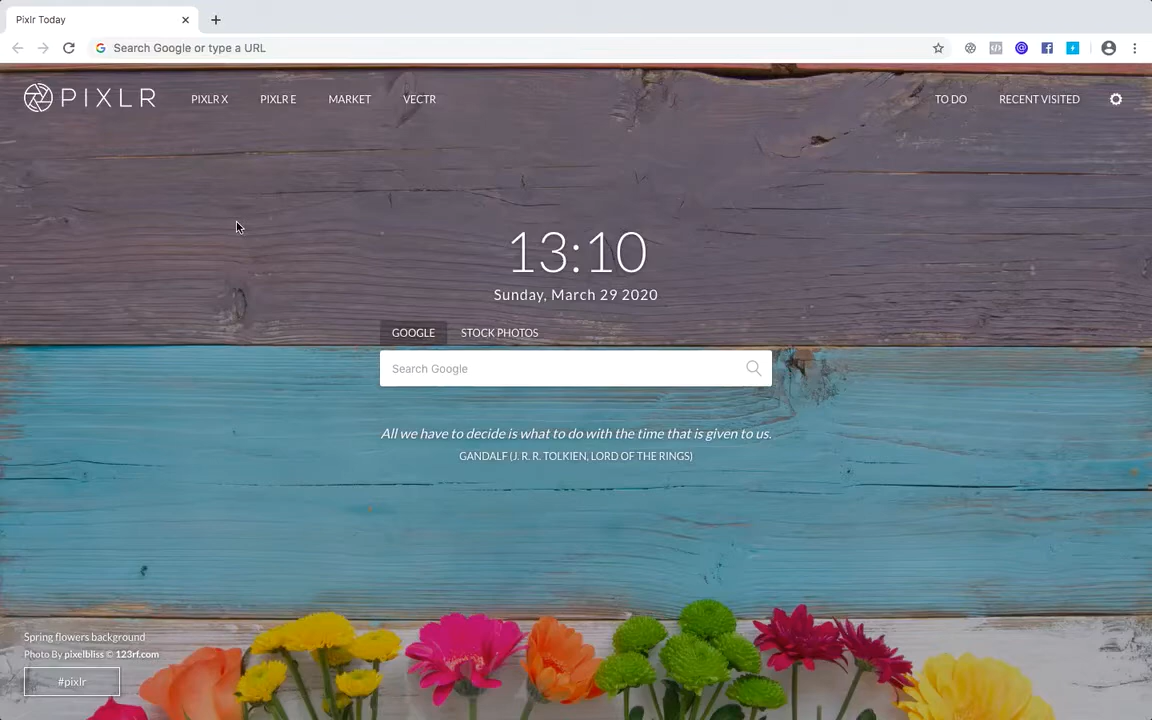 Pixlr Today
Search Google or type a URL
PIXLR
PIXLR X
PIXLR E
MARKET
VECTR
TO DO
RECENT VISITED
13:10
Sunday, March 29 2020
GOOGLE
STOCK PHOTOS
Search Google
All we have to decide is what to do with the time that is given to us.
GANDALF (J. R. R. TOLKIEN, LORD OF THE RINGS)
Spring flowers background
Photo By pixelbliss © 123rf.com
#pixlr